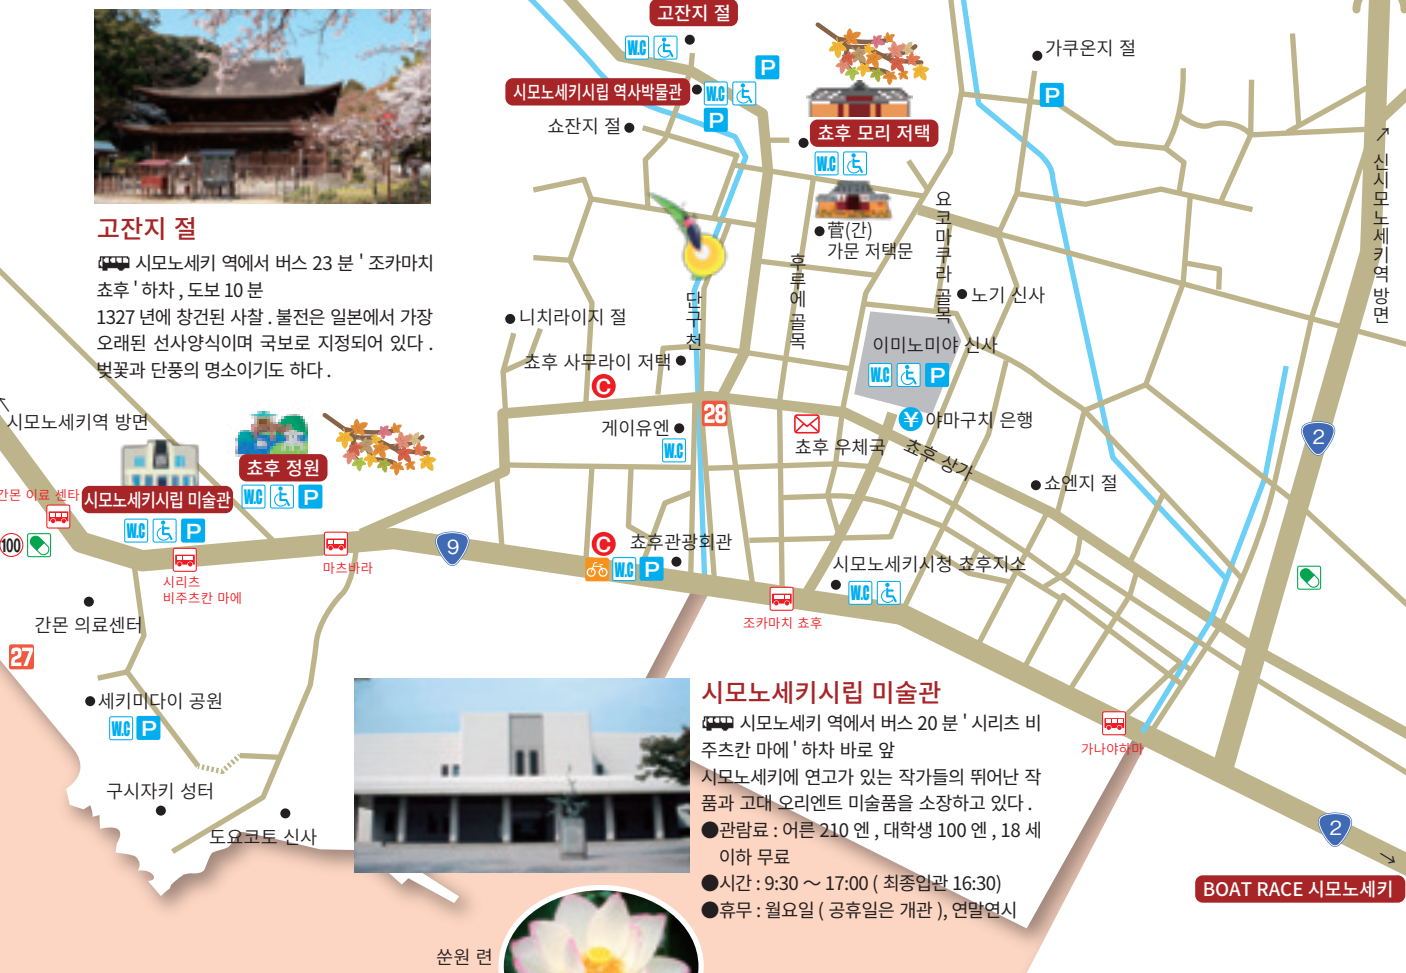 고잔지 절
시모노세키시립 역사박물관
W.C
P
쇼잔지 절
쵸후 모리 저택
W.C
菅(간)
가문 저택문
가쿠온지 절
P
↗ 신시모노세키역 방면
요코마쿠라 골목
후루에 골목
단구천
노기 신사
이미노미야 신사
W.C P
야마구치 은행
쵸후 우체국
쵸후 상가
쇼엔지 절
니치라이지 절
쵸후 사무라이 저택
C
게이유엔
W.C
28
고잔지 절
시모노세키 역에서 버스 23 분 ' 조카마치
쵸후 ' 하차 , 도보 10 분
1327 년에 창건된 사찰 . 불전은 일본에서 가장
오래된 선사양식이며 국보로 지정되어 있다 .
벚꽃과 단풍의 명소이기도 하다 .
시모노세키역 방면
쵸후 정원
W.C P
시모노세키시립 미술관
W.C P
간몬 의료 센타
100
시리츠
비주츠칸 마에
마츠바라
9
C
쵸후관광회관
W.C P
시모노세키시청 쵸후지소
W.C
조카마치 쵸후
간몬 의료센터
27
세키미다이 공원
W.C P
구시자키 성터
도요코토 신사
시모노세키시립 미술관
시모노세키 역에서 버스 20 분 ' 시리츠 비
주츠칸 마에 ' 하차 바로 앞
시모노세키에 연고가 있는 작가들의 뛰어난 작
품과 고대 오리엔트 미술품을 소장하고 있다 .
●관람료 : 어른 210 엔 , 대학생 100 엔 , 18 세
이하 무료
●시간 : 9:30 ～ 17:00 ( 최종입관 16:30)
●휴무 : 월요일 ( 공휴일은 개관 ), 연말연시
가나야하마
2
2
BOAT RACE 시모노세키
쑨원 련